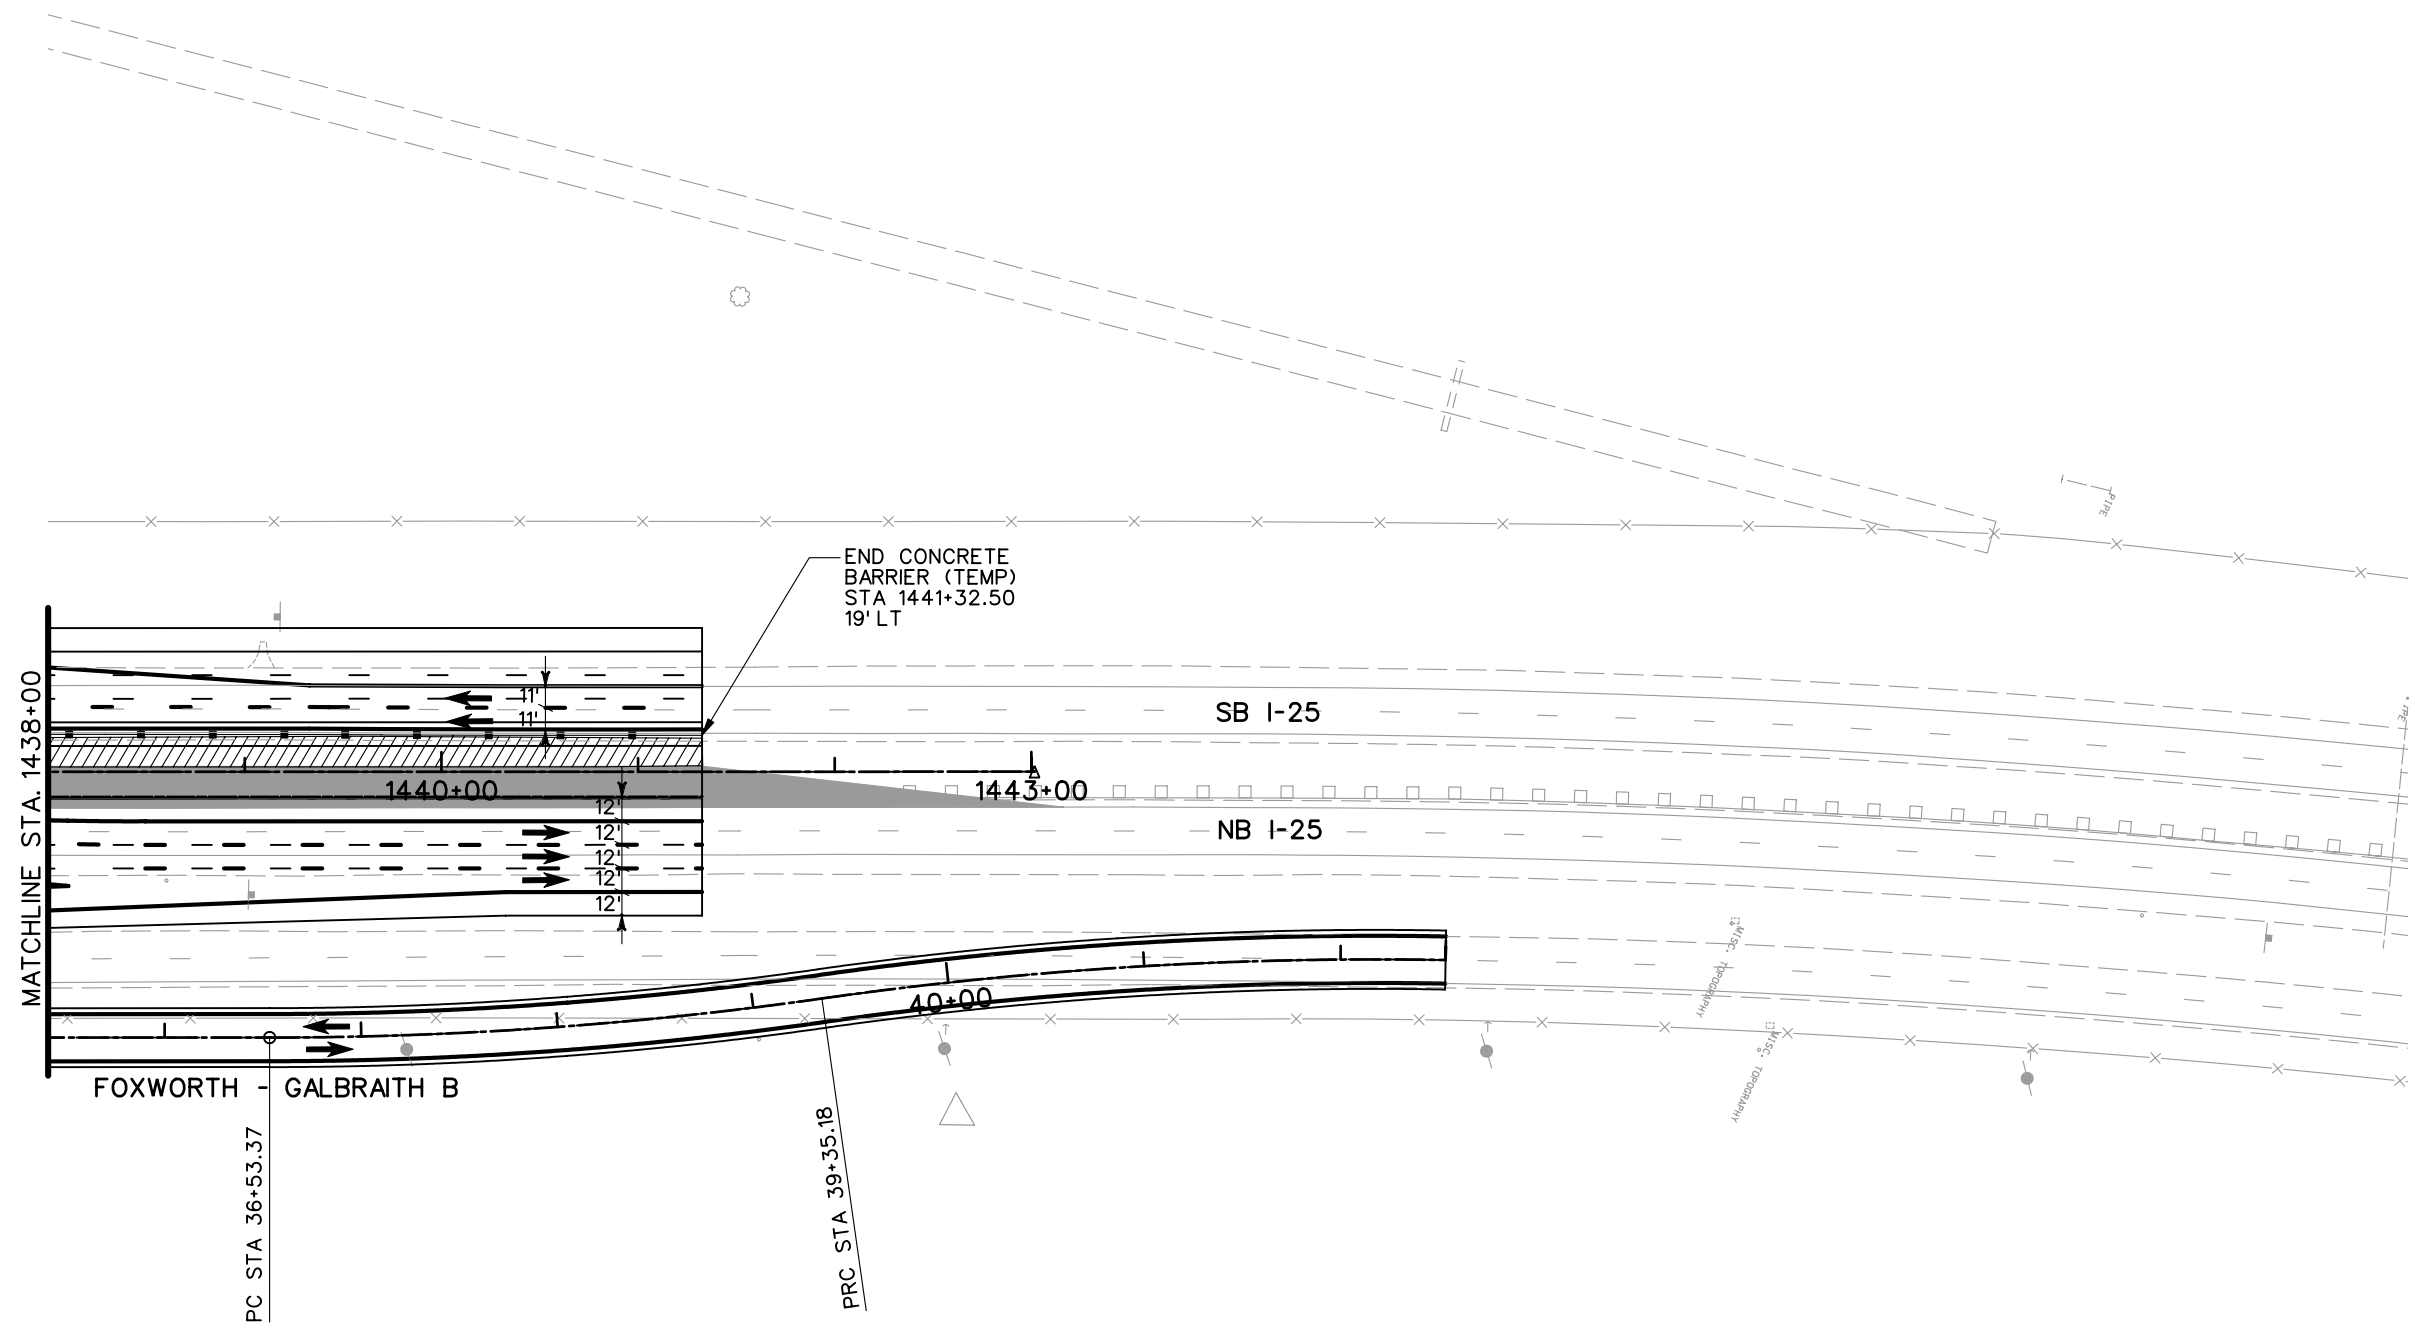 PIPE
END CONCRETE
BARRIER (TEMP)
STA 1441+32.50
19' LT
MATCHLINE STA. 1438+00
11'
11'
SB I-25
1440+00
1443+00
12'
12'
12'
12'
12'
NB I-25
MISC. TOPOGRAPHY
40+00
MISC. TOPOGRAPHY
FOXWORTH - GALBRAITH B
PC STA 36+53.37
PRC STA 39+35.18